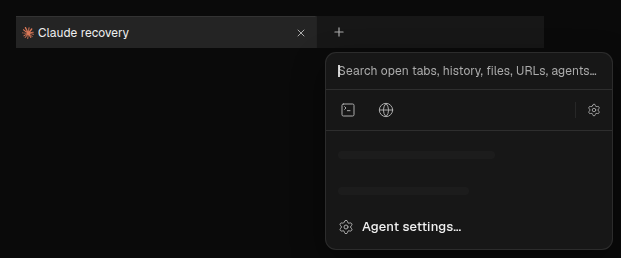 Claude recovery
Search open tabs, history, files, URLs, agents...
Agent settings...